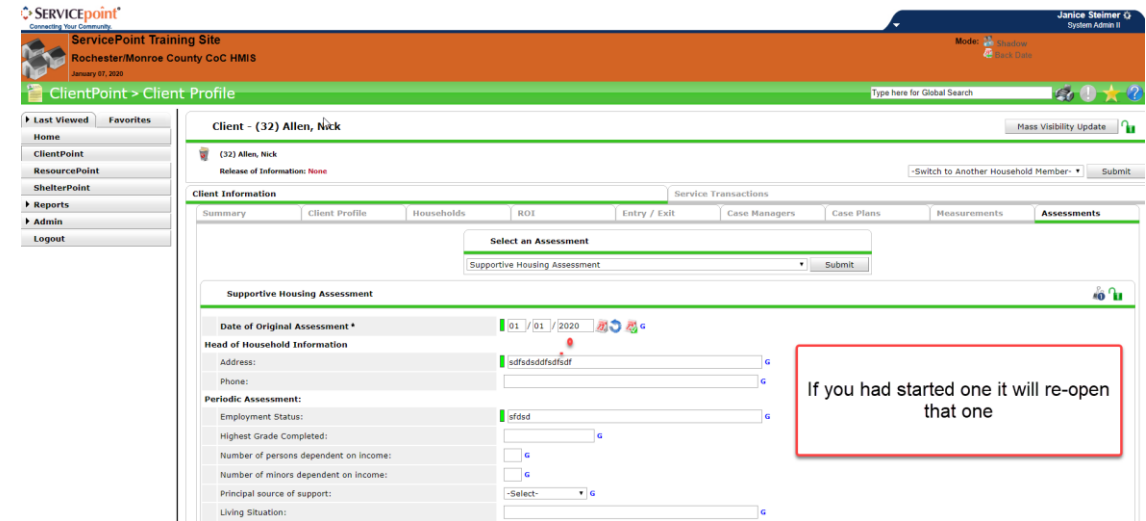 SERVICEpoint
Connecting Your Community.
Janice Steimer
System Admin II
ServicePoint Training Site
Rochester/Monroe County CoC HMIS
January 07, 2020
Mode: Shadow
Back Date
ClientPoint > Client Profile
Type here for Global Search
Last Viewed Favorites
Home
ClientPoint
ResourcePoint
ShelterPoint
Reports
Admin
Logout
Client - (32) Allen, Nick
Mass Visibility Update
(32) Allen, Nick
Release of Information: None
-Switch to Another Household Member- Submit
Client Information Service Transactions
Summary Client Profile Households ROI Entry / Exit Case Managers Case Plans Measurements Assessments
Select an Assessment
Supportive Housing Assessment Submit
Supportive Housing Assessment
Date of Original Assessment * 01 / 01 / 2020 G
Head of Household Information
Address: sdfsdsddfsdfsdf G
Phone: G
Periodic Assessment:
Employment Status: sfdsd G
Highest Grade Completed: G
Number of persons dependent on income: G
Number of minors dependent on income: G
Principal source of support: -Select- G
Living Situation: G
If you had started one it will re-open
that one